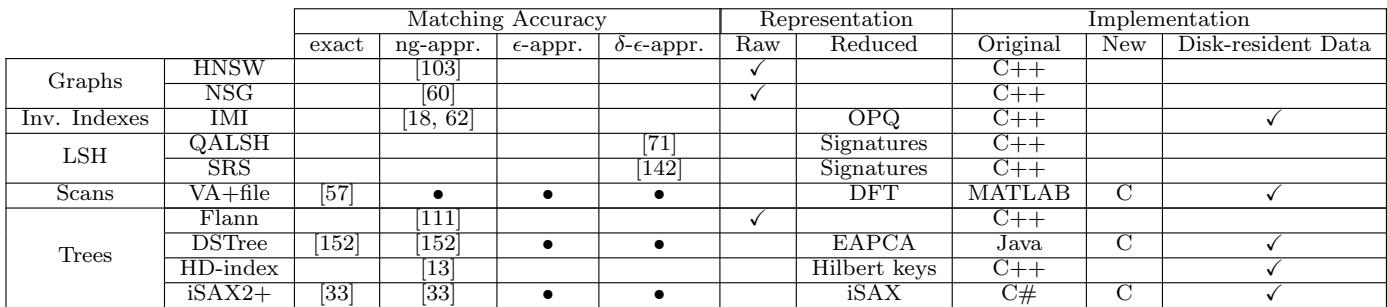 Matching Accuracy Representation Implementation
exact ng-appr. ϵ-appr. δ-ϵ-appr. Raw Reduced Original New Disk-resident Data
Graphs HNSW [103] ✓ C++
NSG [60] ✓ C++
Inv. Indexes IMI [18, 62] OPQ C++ ✓
LSH QALSH [71] Signatures C++
SRS [142] Signatures C++
Scans VA+file [57] • • • DFT MATLAB C ✓
Trees Flann [111] ✓ C++
DSTree [152] [152] • • EAPCA Java C ✓
HD-index [13] Hilbert keys C++ ✓
iSAX2+ [33] [33] • • iSAX C# C ✓